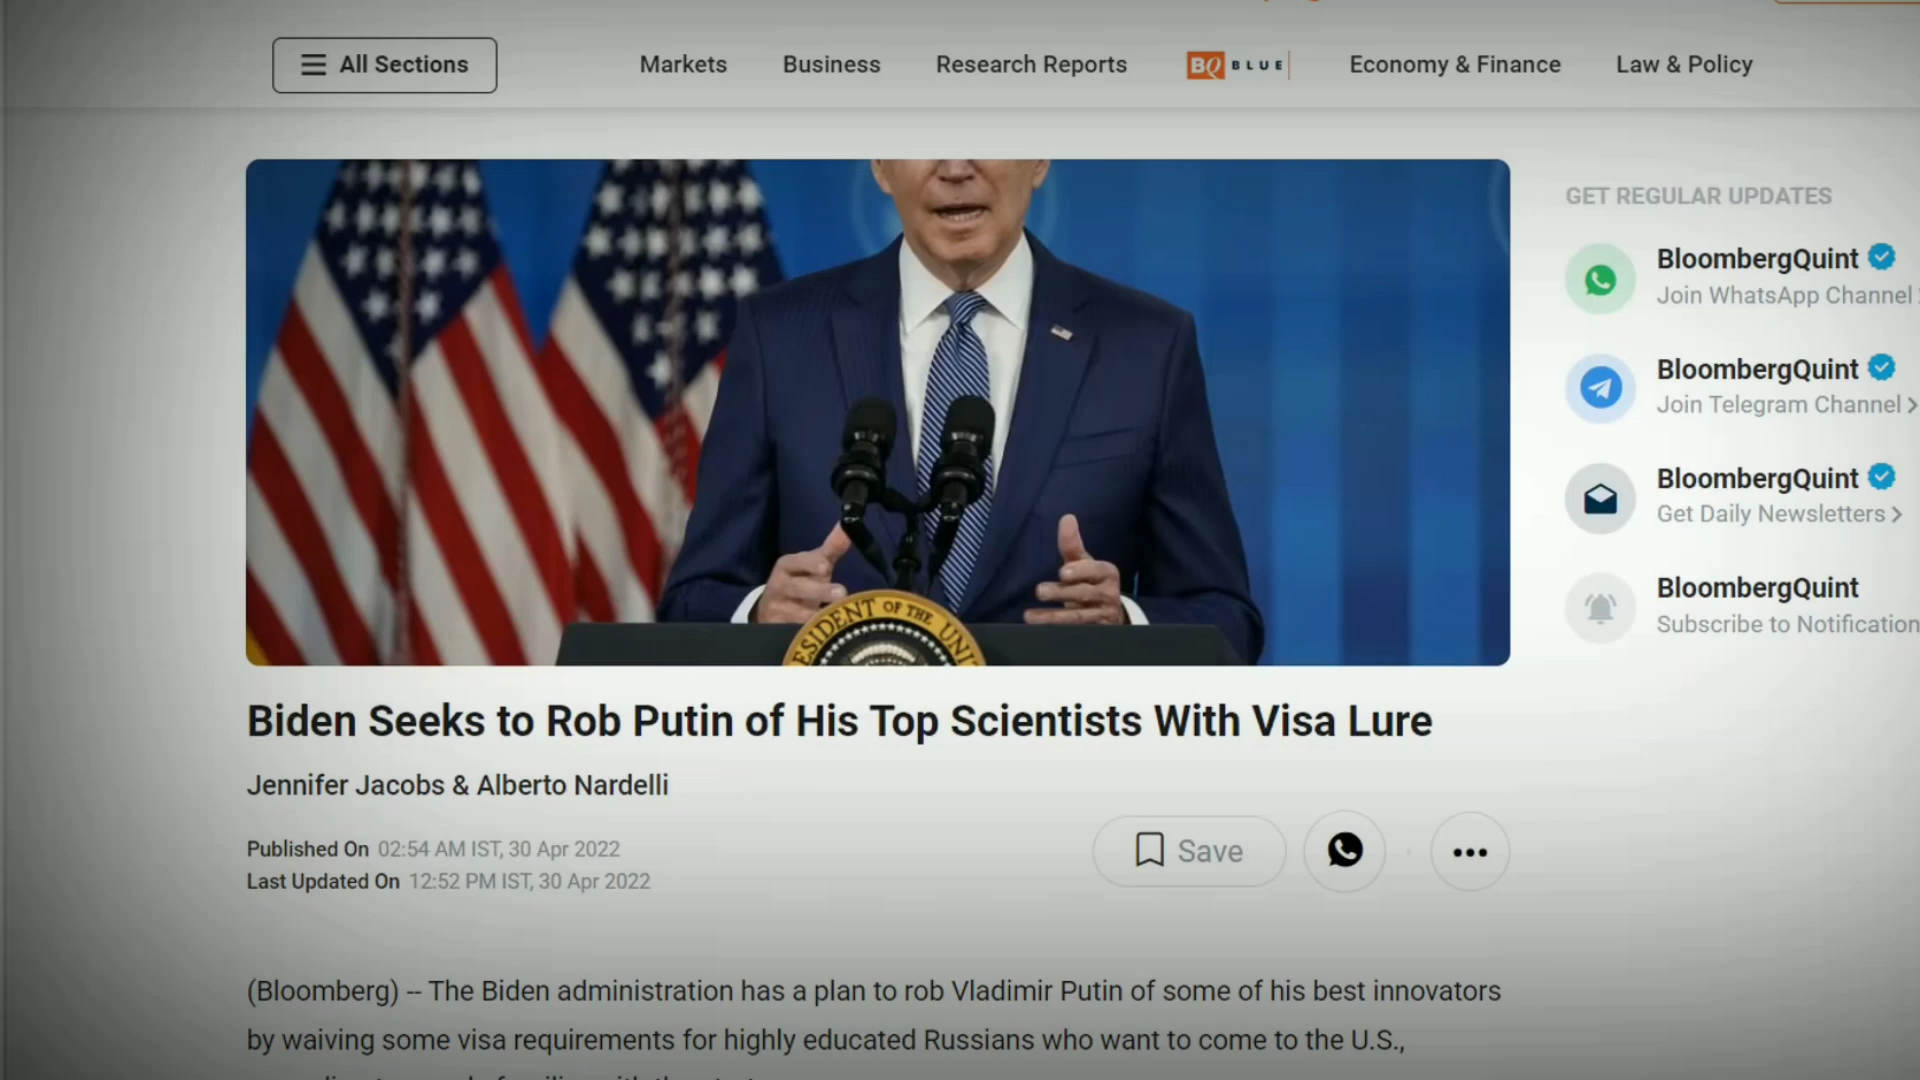 All Sections
Markets
Business
Research Reports
BQ BLUE
Economy & Finance
Law & Policy
GET REGULAR UPDATES
BloombergQuint
Join WhatsApp Channel
BloombergQuint
Join Telegram Channel
BloombergQuint
Get Daily Newsletters
BloombergQuint
Subscribe to Notification
ESIDENT OF THE UNI
Biden Seeks to Rob Putin of His Top Scientists With Visa Lure
Jennifer Jacobs & Alberto Nardelli
Published On 02:54 AM IST, 30 Apr 2022
Last Updated On 12:52 PM IST, 30 Apr 2022
Save
(Bloomberg) -- The Biden administration has a plan to rob Vladimir Putin of some of his best innovators
by waiving some visa requirements for highly educated Russians who want to come to the U.S.,